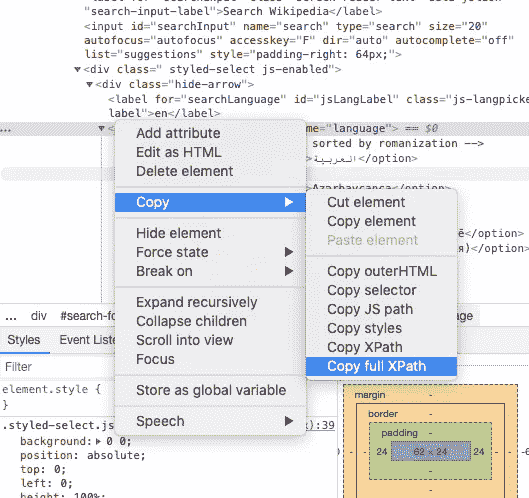 "search-input-label">Search Wikipedia</label>
<input id="searchInput" name="search" type="search" size="20"
autofocus="autofocus" accesskey="F" dir="auto" autocomplete="off"
list="suggestions" style="padding-right: 64px;">
▼<div class=" styled-select js-enabled">
▼<div class="hide-arrow">
<label for="searchLanguage" id="jsLangLabel" class="js-langpicke
label">en</label>
... ▼ me="language"> == $0
Add attribute sorted by romanization -->
Edit as HTML >العربية</option>
Delete element
Azərbaycanca</option>
Copy ▶ Cut element
Copy element
Hide element Paste element ē</option>
Force state ▶ я)</option>
Break on ▶ Copy outerHTML
Copy selector
Expand recursively Copy JS path
... div #search-fo Collapse children Copy styles age
Scroll into view Copy XPath
Styles Event Liste Focus Copy full XPath
Filter
Store as global variable margin -
element.style {
} Speech ▶ border -
.styled-select.js ):39 padding -
background: ▶ 0 0; - - 24 62 × 24 24 - -
position: absolute; -
top: 0; -
left: 0; -
height: 100%;